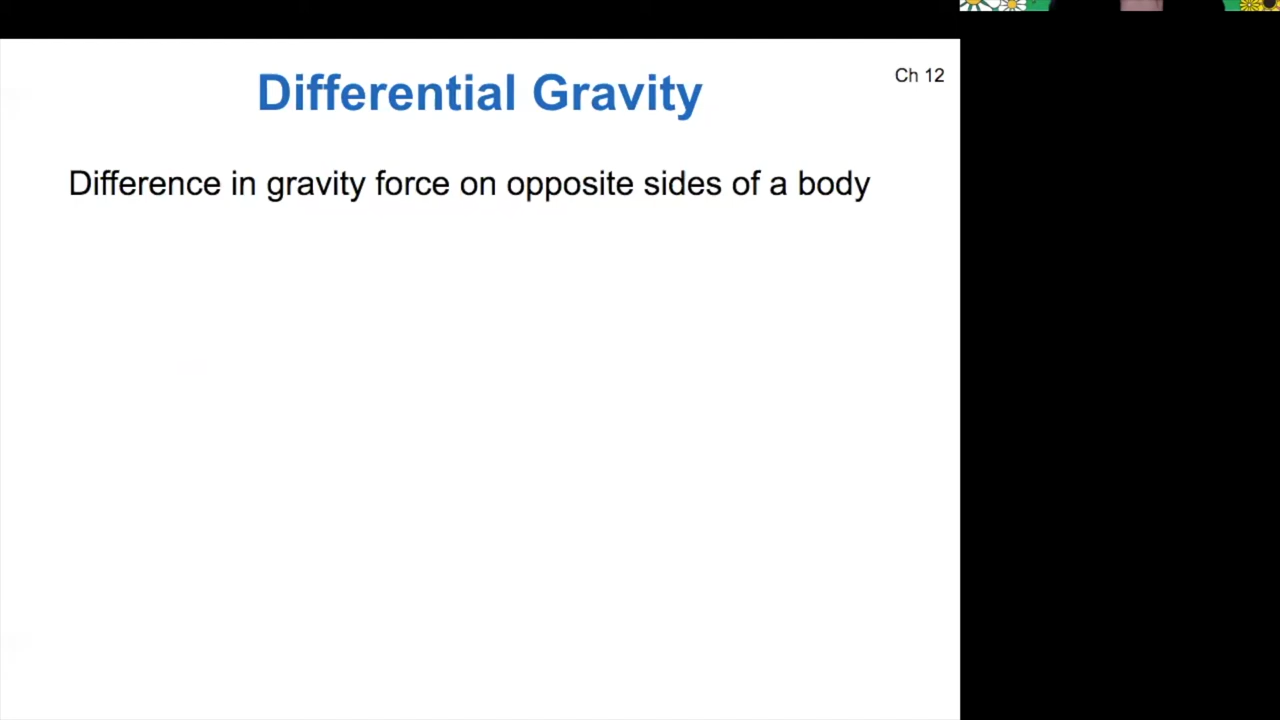 Differential Gravity
Ch 12
Difference in gravity force on opposite sides of a body